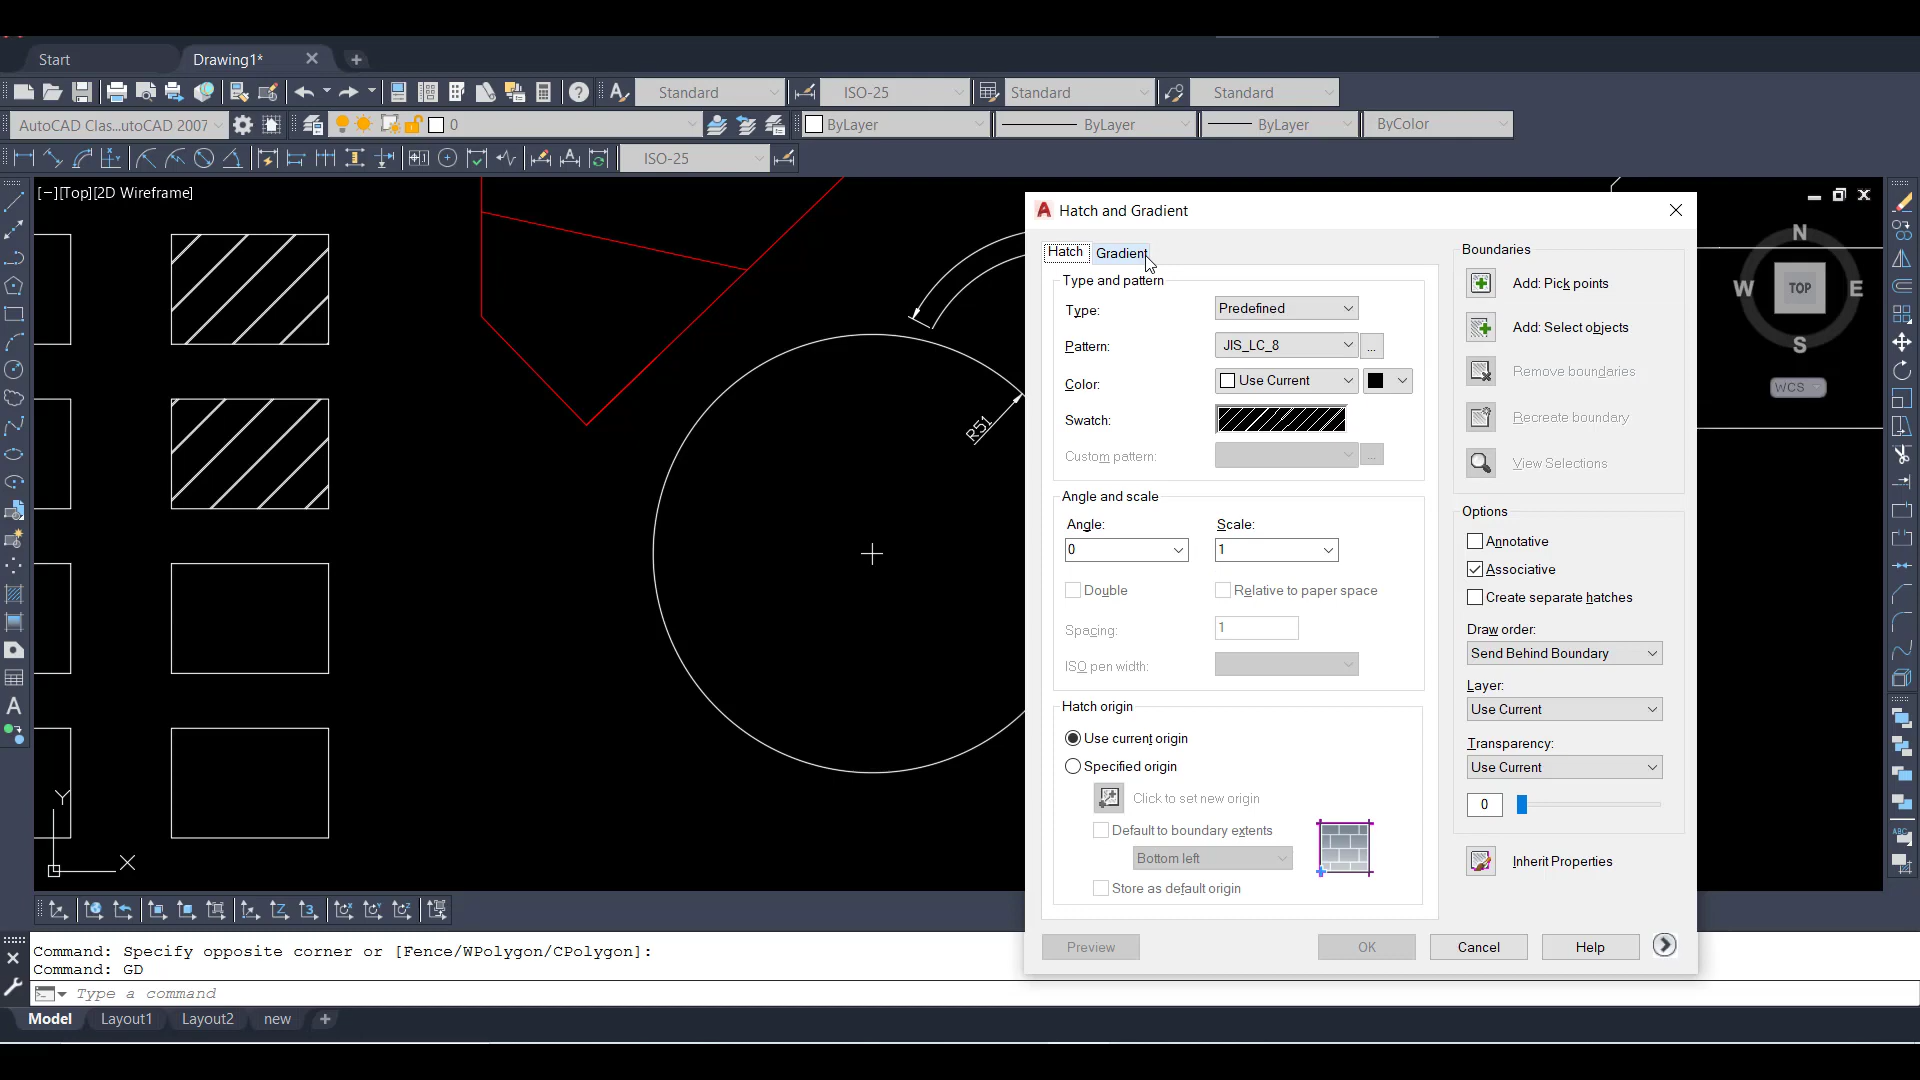 Start
Drawing1*
Standard
ISO-25
Standard
Standard
AutoCAD Clas...utoCAD 2007
0
ByLayer
ByLayer
ByLayer
ByColor
ISO-25
[−][Top][2D Wireframe]
Hatch and Gradient
Hatch
Gradient
Type and pattern
Type:
Predefined
Pattern:
JIS_LC_8
...
Color:
Use Current
Swatch:
Custom pattern:
...
Angle and scale
Angle:
Scale:
0
1
Double
Relative to paper space
Spacing:
1
ISO pen width:
Hatch origin
Use current origin
Specified origin
Click to set new origin
Default to boundary extents
Bottom left
Store as default origin
Boundaries
Add: Pick points
Add: Select objects
Remove boundaries
Recreate boundary
View Selections
Options
Annotative
Associative
Create separate hatches
Draw order:
Send Behind Boundary
Layer:
Use Current
Transparency:
Use Current
0
Inherit Properties
Preview
OK
Cancel
Help
N
W
TOP
E
S
WCS
R51
Y
X
Command: Specify opposite corner or [Fence/WPolygon/CPolygon]:
Command: GD
Type a command
Model
Layout1
Layout2
new